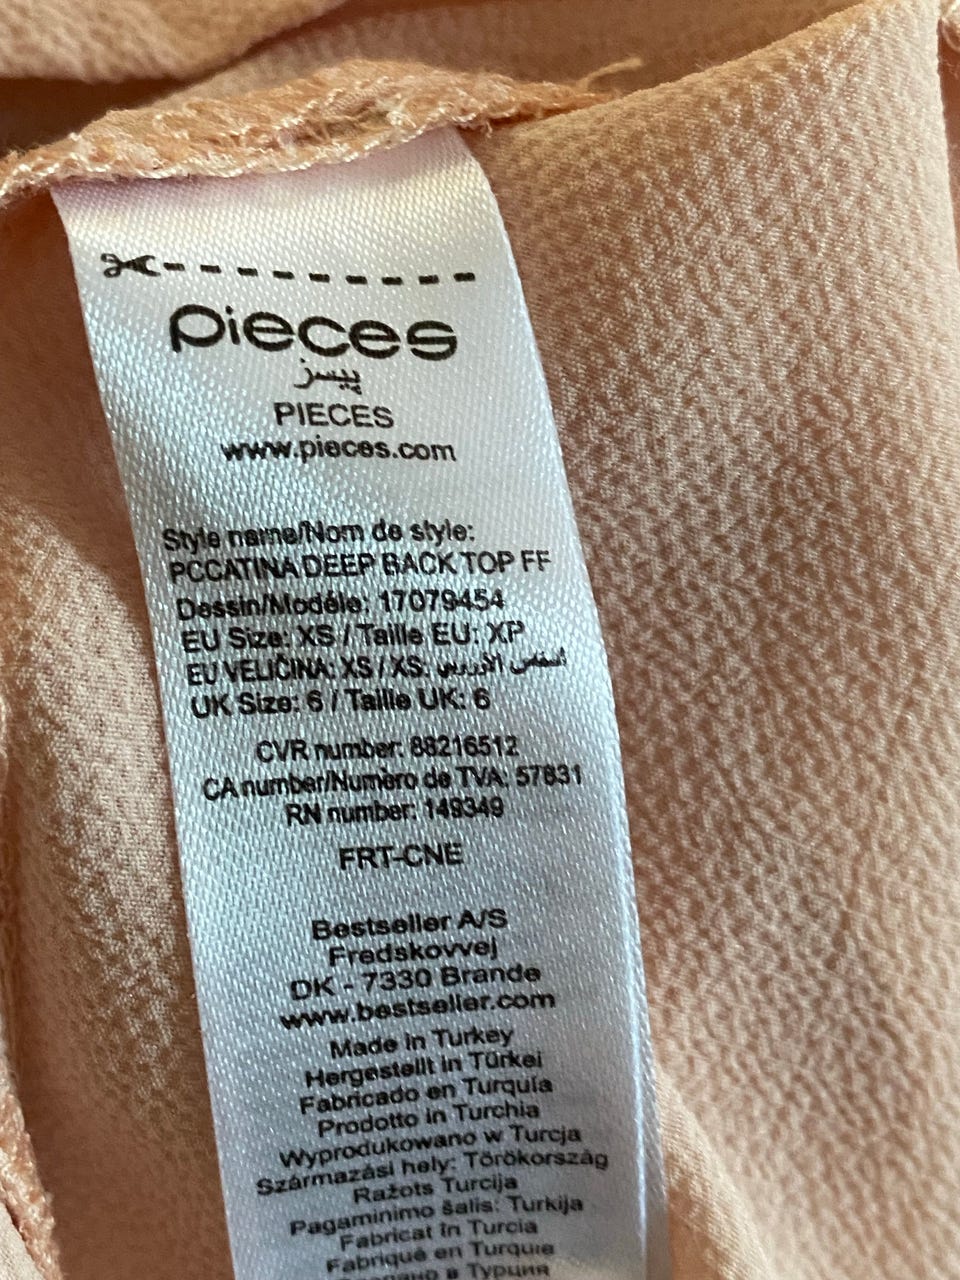 pieces
پيسز
PIECES
www.pieces.com
Style name/Nom de style:
PCCATINA DEEP BACK TOP FF
Dessin/Modéle: 17079454
EU Size: XS / Taille EU: XP
EU VELIČINA: XS / XS:
UK Size: 6 / Taille UK: 6
CVR number: 88216512
CA number/Numéro de TVA: 57831
RN number: 149349
FRT-CNE
Bestseller A/S
Fredskovvej
DK - 7330 Brande
www.bestseller.com
Made in Turkey
Hergestellt in Türkei
Fabricado en Turquía
Prodotto in Turchia
Wyprodukowano w Turcja
Származási hely: Törökország
Ražots Turcija
Pagaminimo šalis: Turkija
Fabricat în Turcia
Fabriqué en Turquie
в Турция